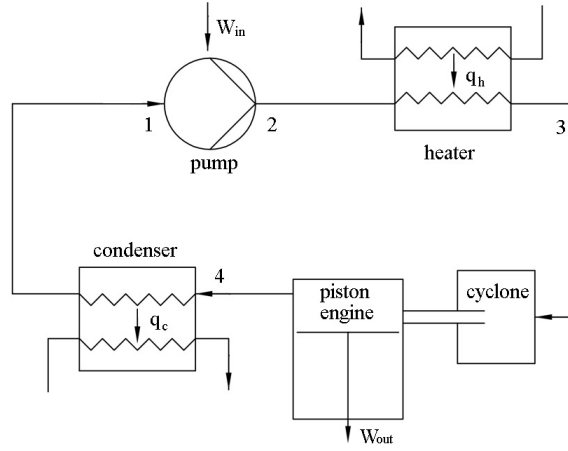 W_in
q_h
1
2
3
pump
heater
condenser
4
piston
engine
cyclone
q_c
W_out